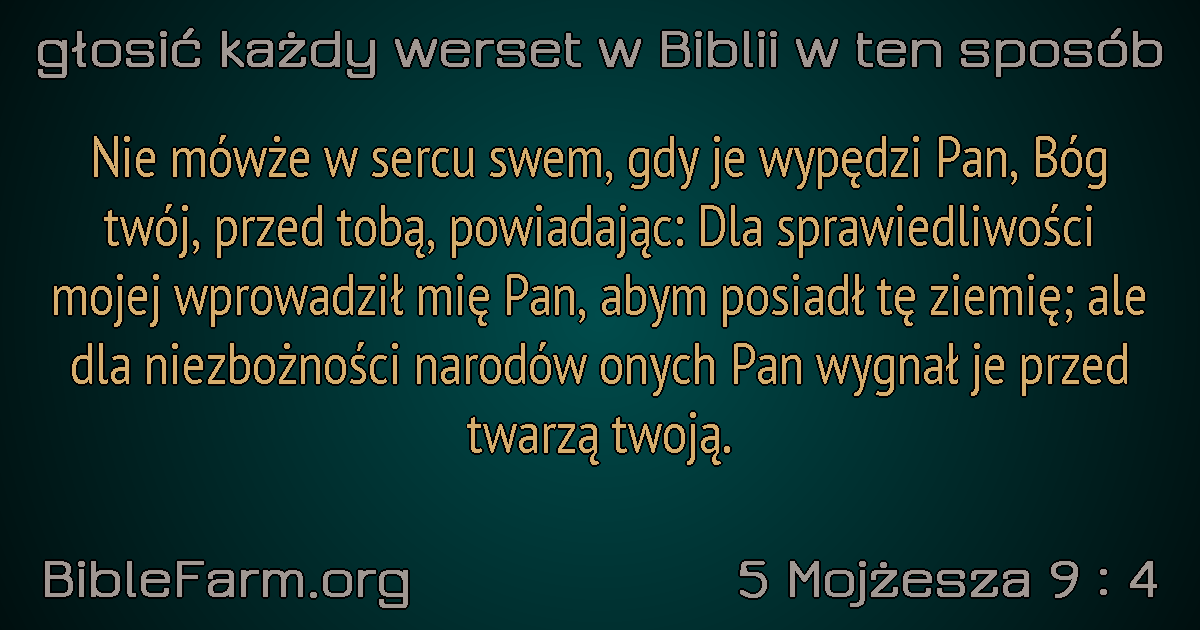 głosić każdy werset w Biblii w ten sposób
Nie mówże w sercu swem, gdy je wypędzi Pan, Bóg
twój, przed tobą, powiadając: Dla sprawiedliwości
mojej wprowadził mię Pan, abym posiadł tę ziemię; ale
dla niezbożności narodów onych Pan wygnał je przed
twarzą twoją.
BibleFarm.org
5 Mojżesza 9 : 4